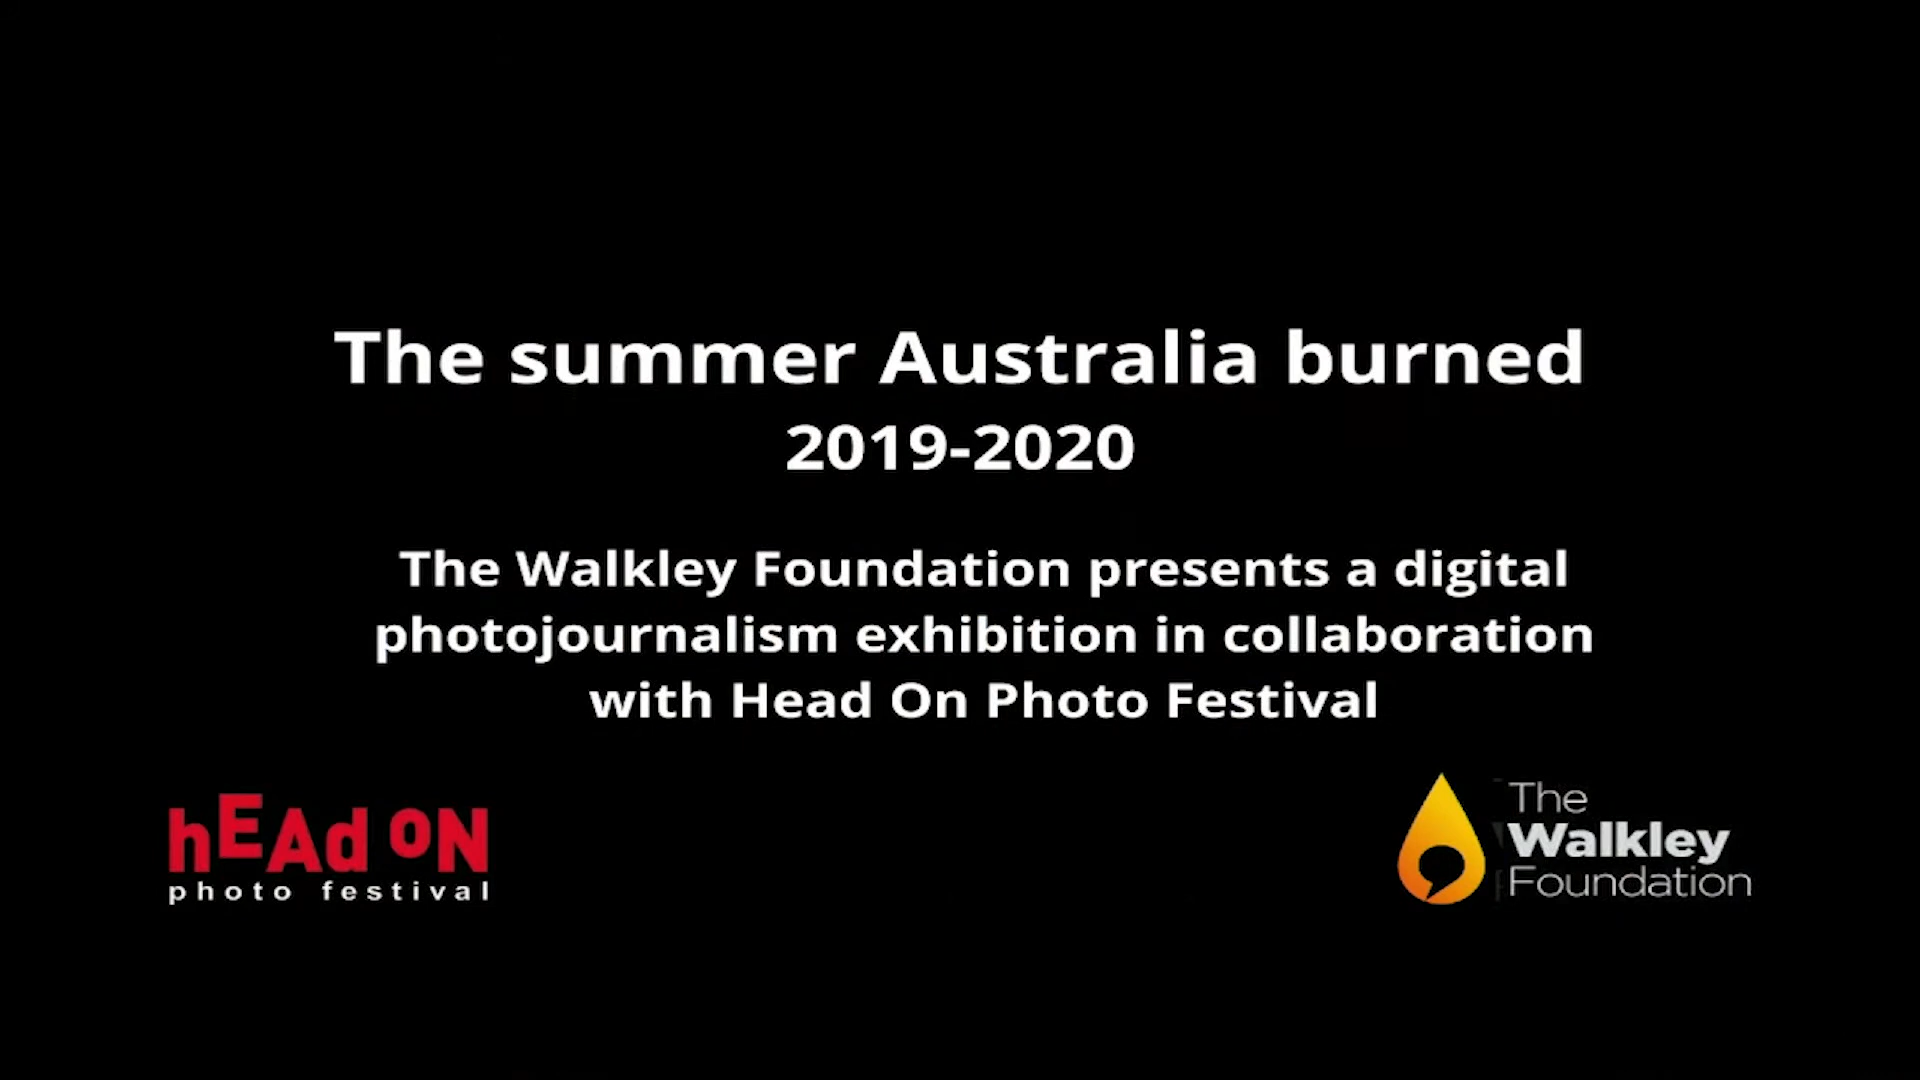 The summer Australia burned
2019-2020
The Walkley Foundation presents a digital
photojournalism exhibition in collaboration
with Head On Photo Festival
hEAd ON
photo festival
The
Walkley
Foundation